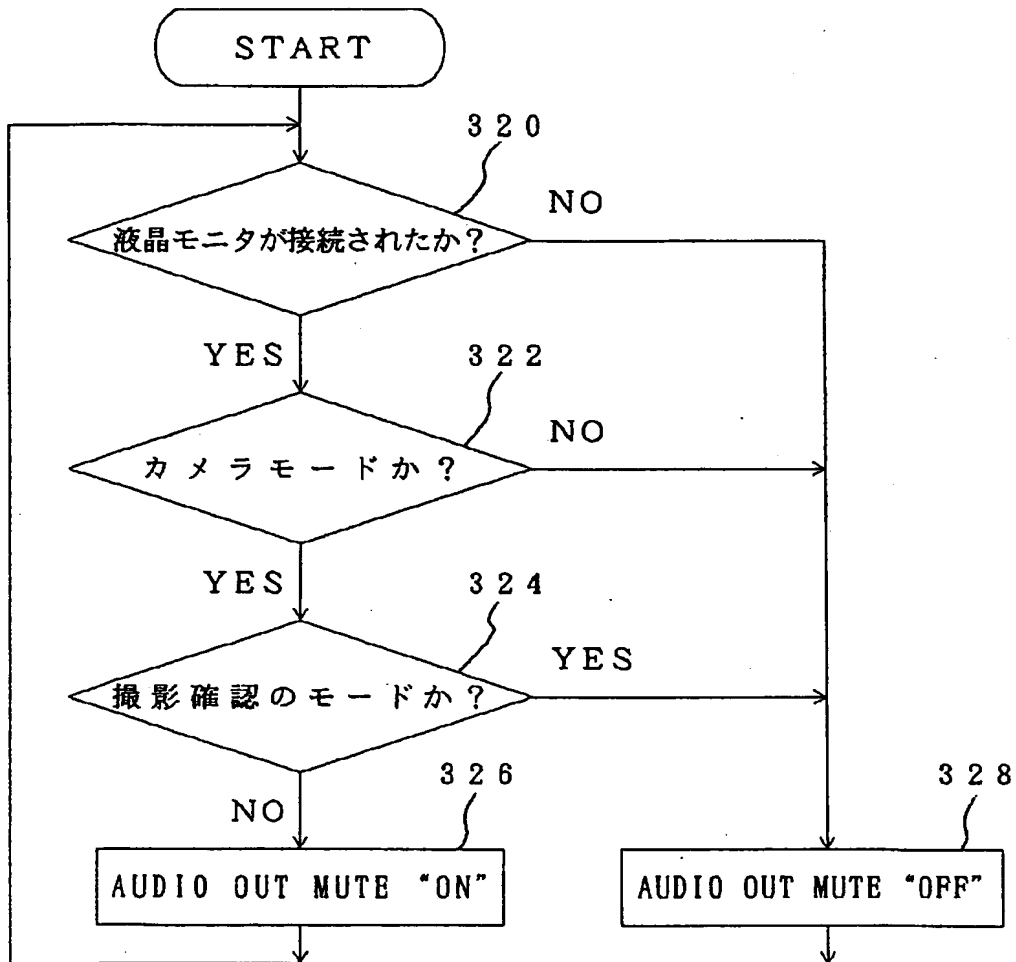 START
320
液晶モニタが接続されたか?
NO
YES
322
カメラモードか?
NO
YES
324
撮影確認のモードか?
YES
NO
326
328
AUDIO OUT MUTE “ON”
AUDIO OUT MUTE “OFF”